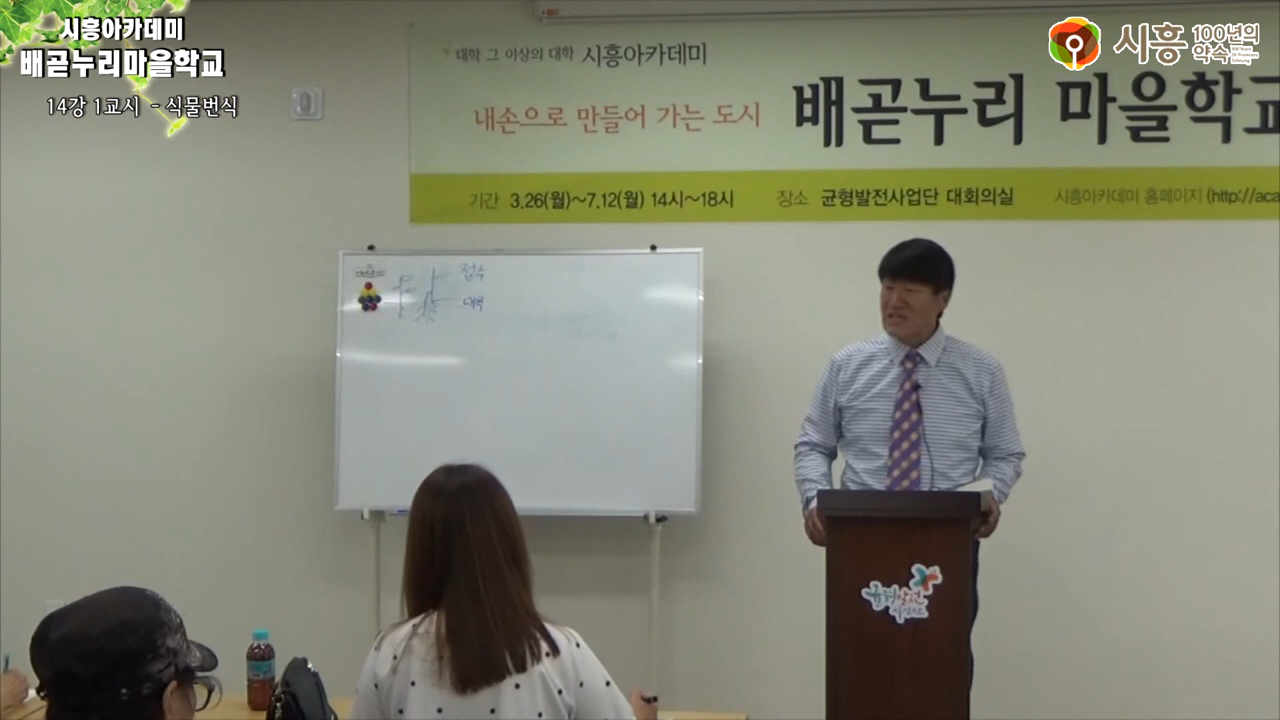 시흥아카데미
배곧누리마을학교
14강 1교시 - 식물번식
시흥 100년의 약속
대학 그 이상의 대학 시흥아카데미
내손으로 만들어 가는 도시
배곧누리 마을학교
기간 3.26(월)~7.12(월) 14시~18시 장소 균형발전사업단 대회의실 시흥아카데미 홈페이지 (http://aca
접수
대목
균형발전